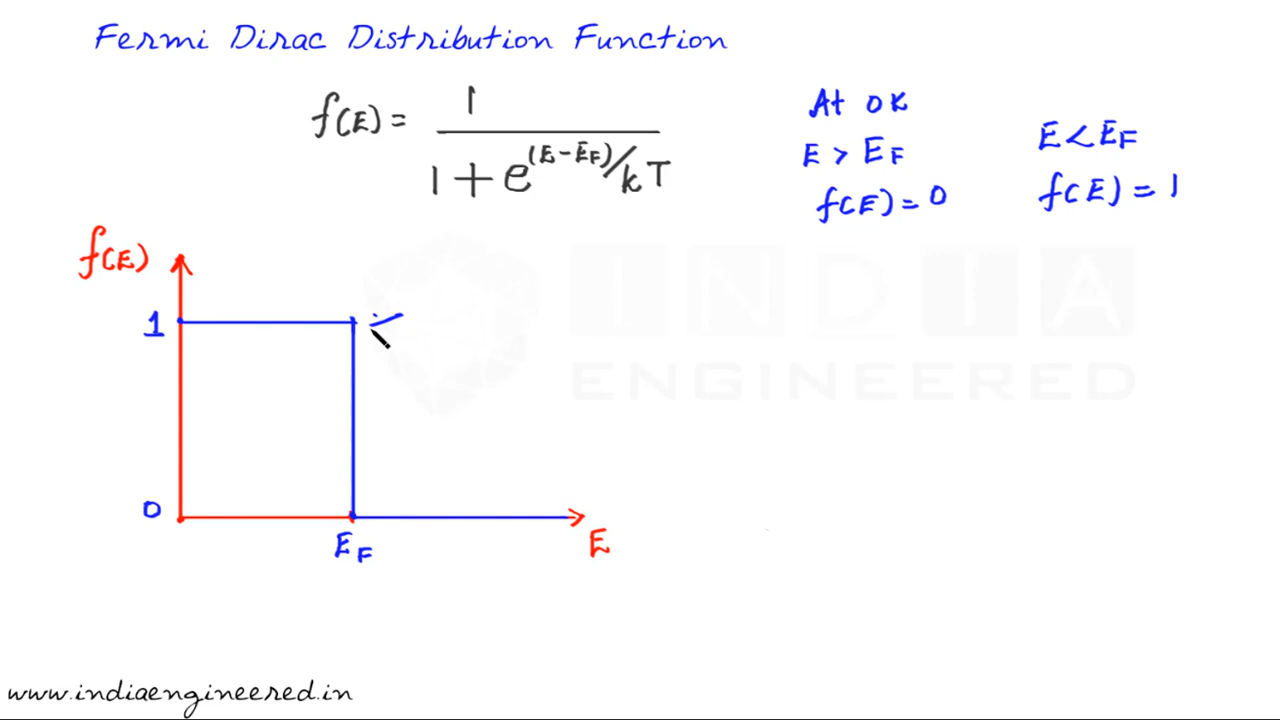 Fermi Dirac Distribution Function
f(E) = 1 / 1 + e^(E-EF)/kT
At 0K
E > EF
f(E) = 0
E < EF
f(E) = 1
f(E)
1
0
EF
E
INDIA
ENGINEERED
www.indiaengineered.in